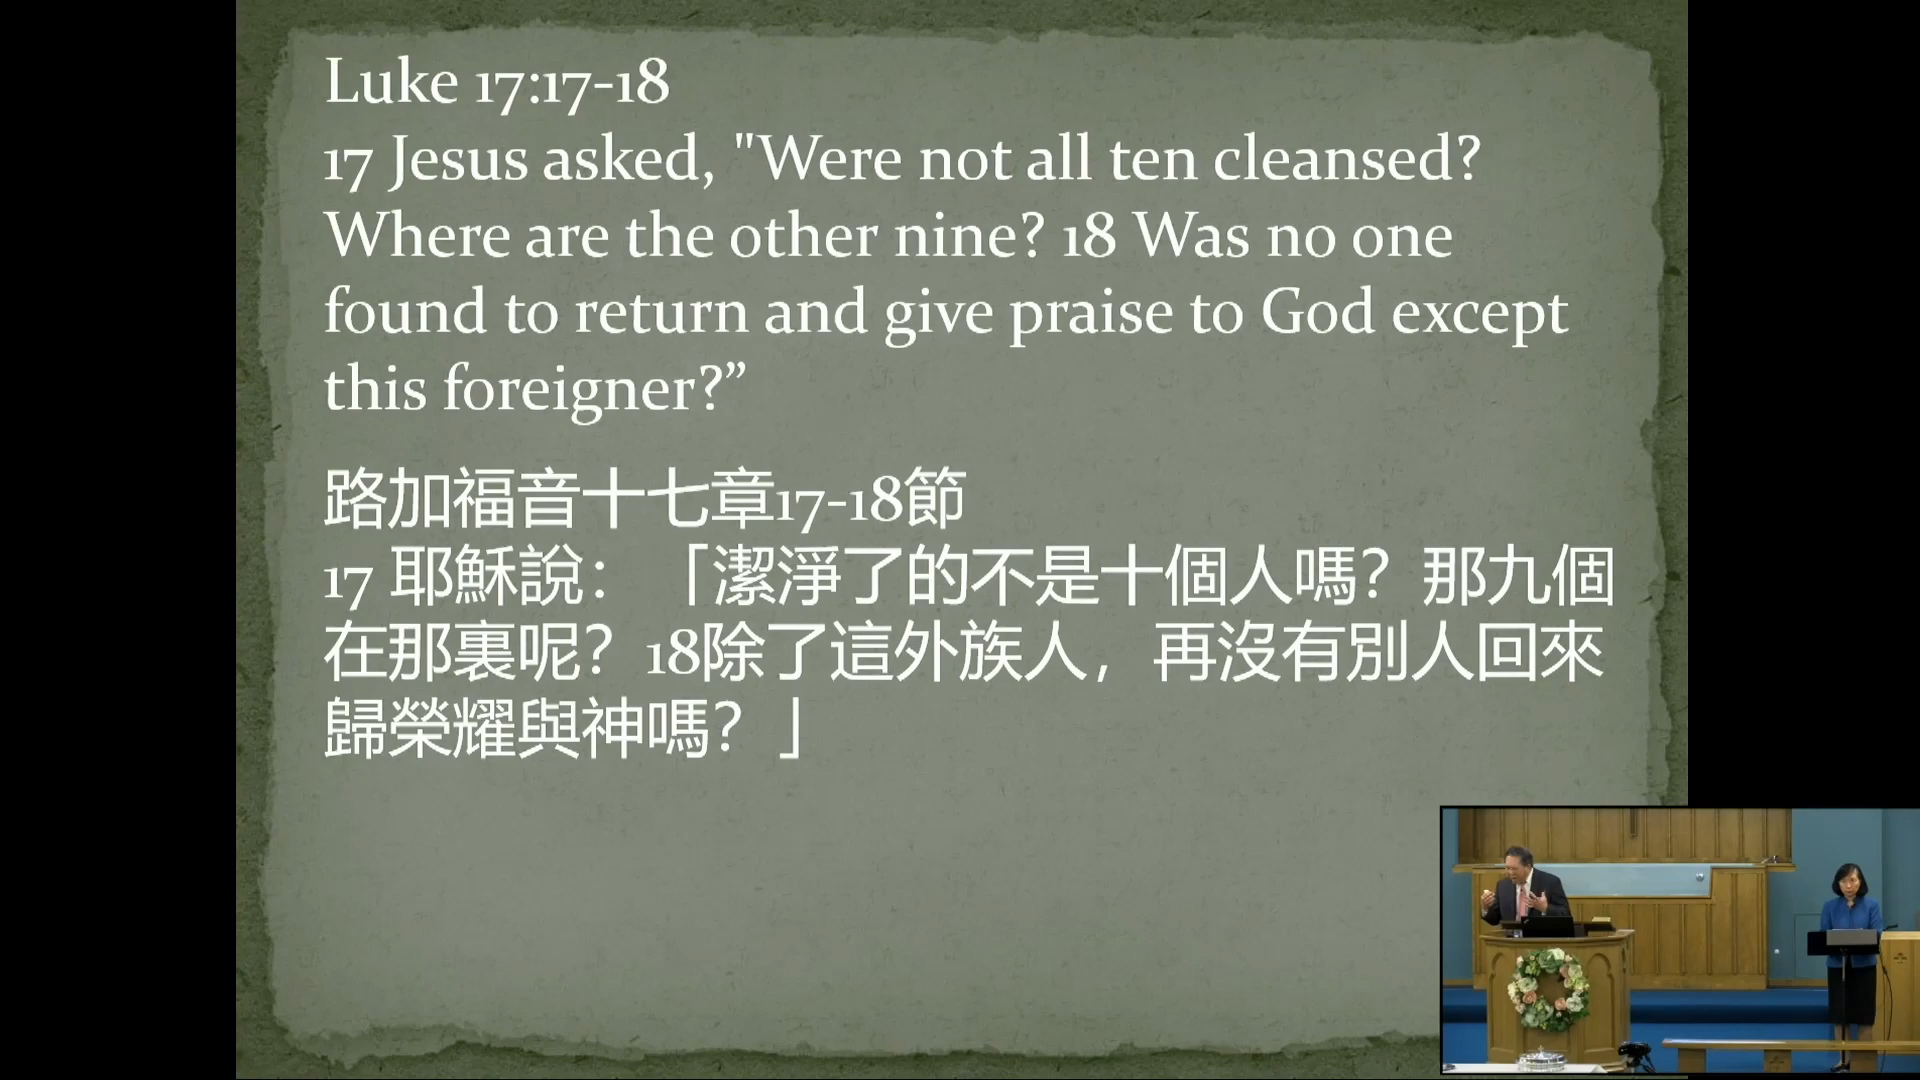 Luke 17:17-18
17 Jesus asked, "Were not all ten cleansed?
Where are the other nine? 18 Was no one
found to return and give praise to God except
this foreigner?”
路加福音十七章17-18節
17 耶穌說：「潔淨了的不是十個人嗎？那九個
在那裏呢？18除了這外族人，再沒有別人回來
歸榮耀與神嗎？」